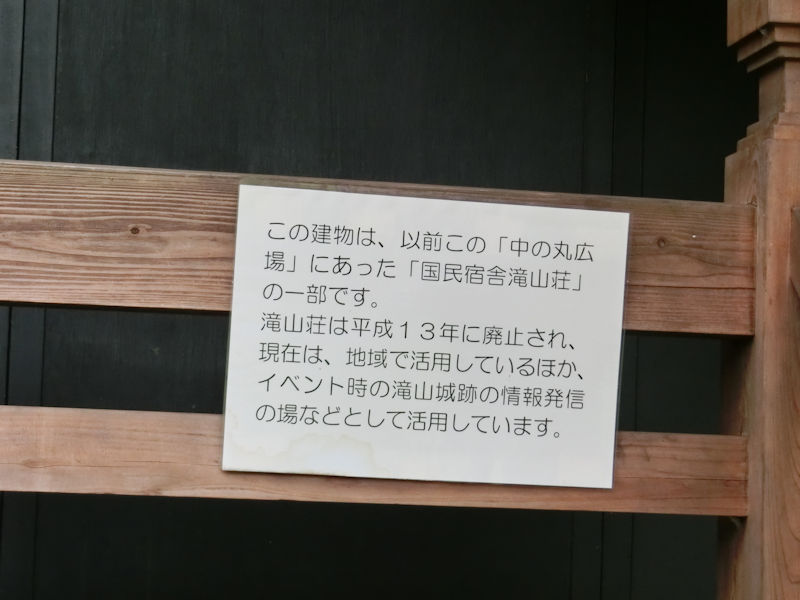 この建物は、以前この「中の丸広
場」にあった「国民宿舎滝山荘」
の一部です。
滝山荘は平成１３年に廃止され、
現在は、地域で活用しているほか、
イベント時の滝山城跡の情報発信
の場などとして活用しています。